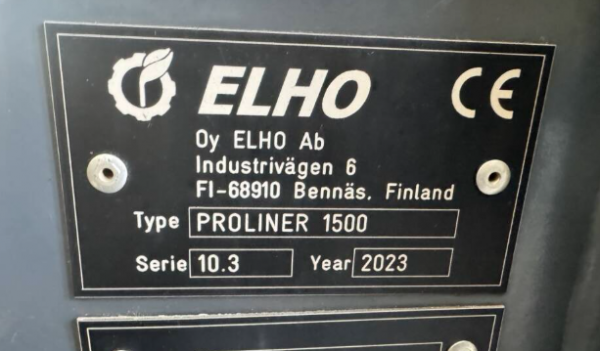 ELHO CE
Oy ELHO Ab
Industrivägen 6
FI-68910 Bennäs, Finland
Type PROLINER 1500
Serie 10.3 Year 2023